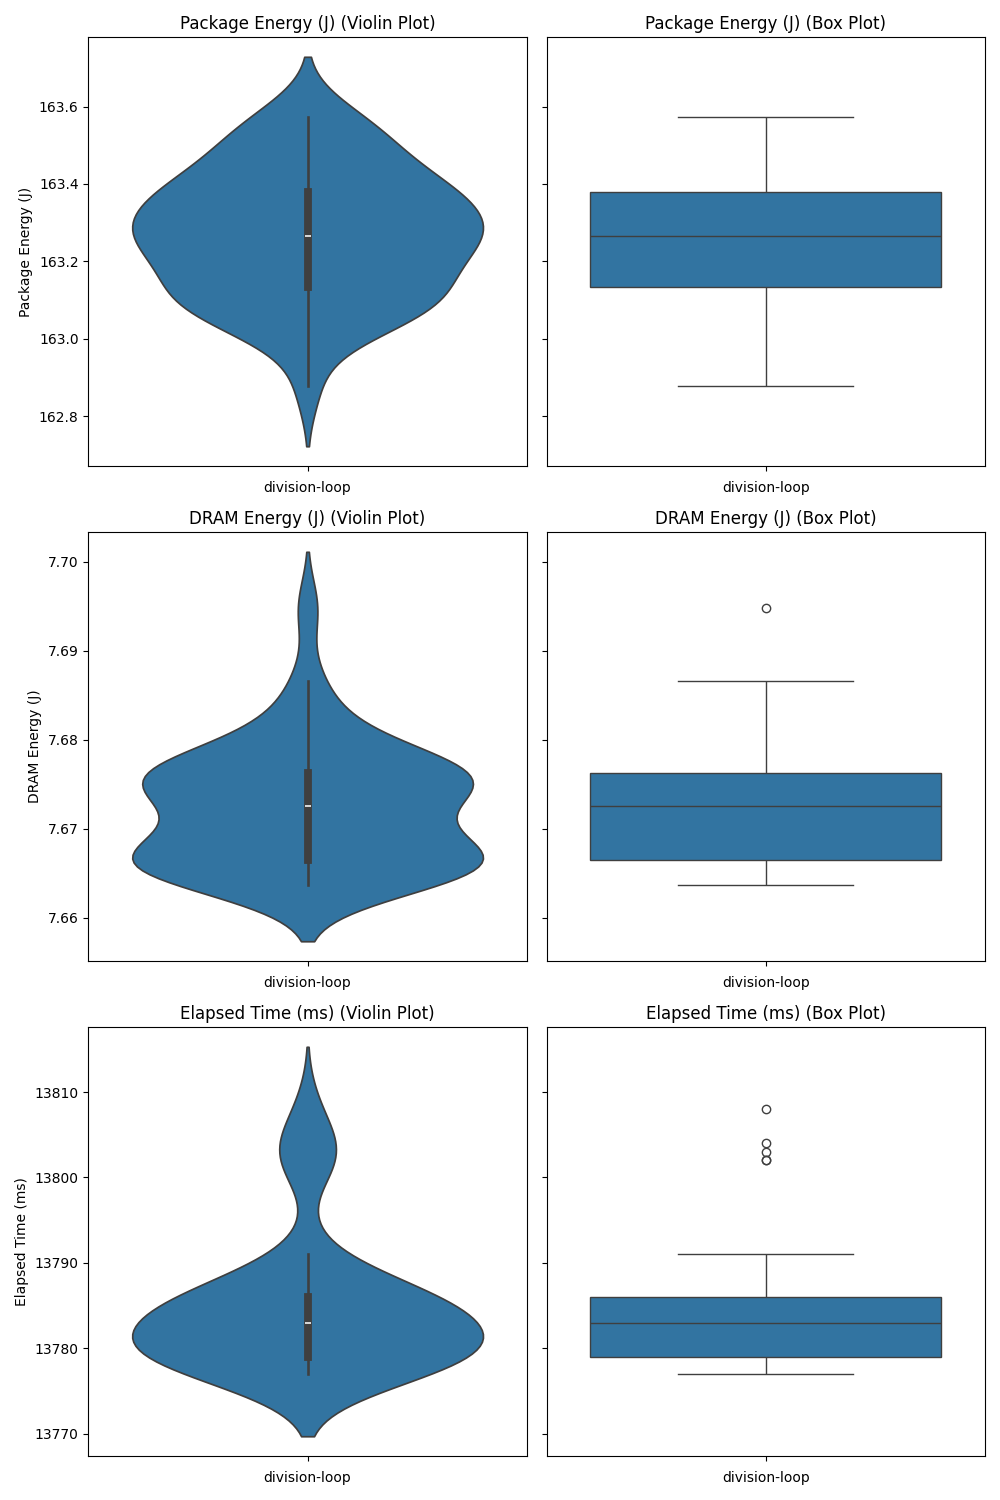 Package Energy (J) (Violin Plot)
Package Energy (J) (Box Plot)
Package Energy (J)
163.6
163.4
163.2
163.0
162.8
division-loop
division-loop
DRAM Energy (J) (Violin Plot)
DRAM Energy (J) (Box Plot)
DRAM Energy (J)
7.70
7.69
7.68
7.67
7.66
division-loop
division-loop
Elapsed Time (ms) (Violin Plot)
Elapsed Time (ms) (Box Plot)
Elapsed Time (ms)
13810
13800
13790
13780
13770
division-loop
division-loop